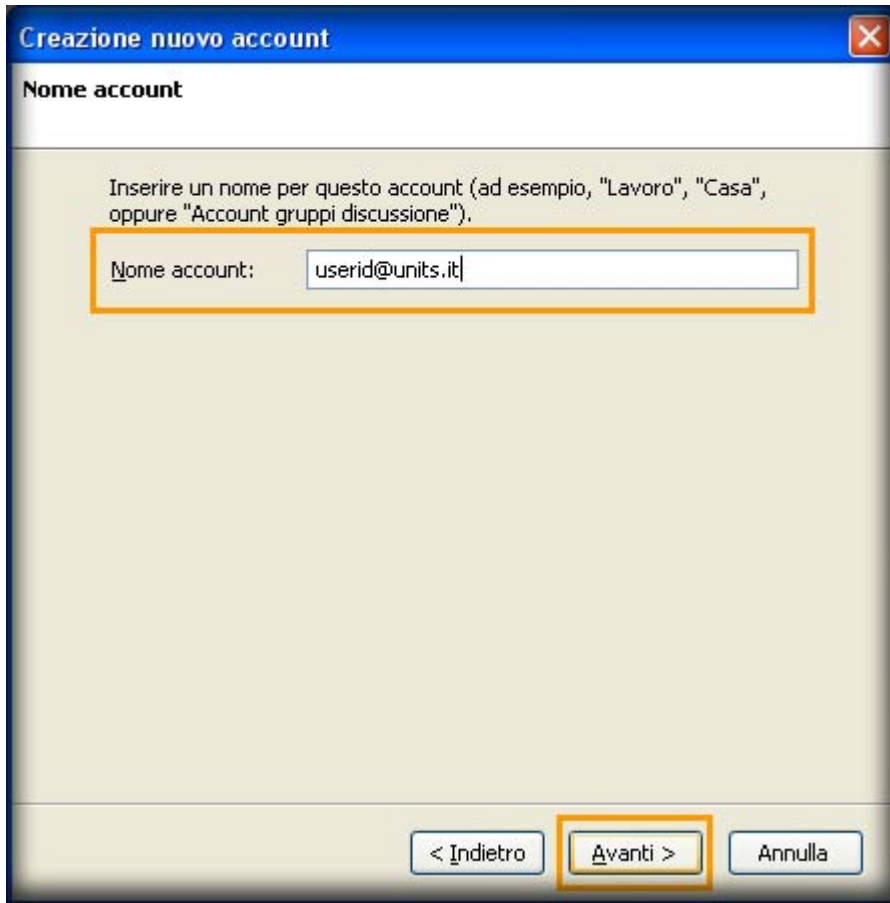 Creazione nuovo account
Nome account
Inserire un nome per questo account (ad esempio, "Lavoro", "Casa",
oppure "Account gruppi discussione").
Nome account: userid@units.it
< Indietro Avanti > Annulla